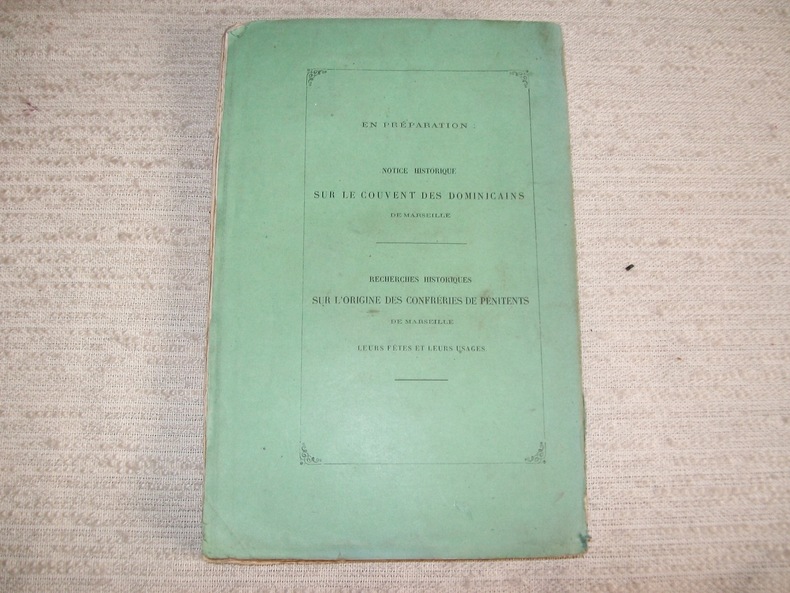 EN PRÉPARATION :
NOTICE HISTORIQUE
SUR LE COUVENT DES DOMINICAINS
DE MARSEILLE
RECHERCHES HISTORIQUES
SUR L'ORIGINE DES CONFRÉRIES DE PÉNITENTS
DE MARSEILLE
LEURS FÊTES ET LEURS USAGES